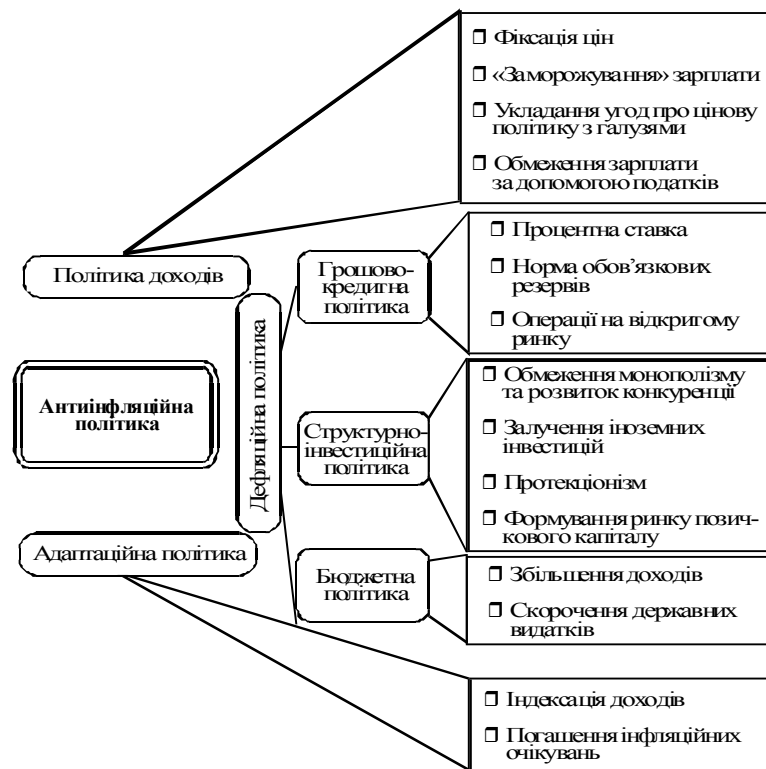 ❒ Фіксація цін
❒ «Заморожування» зарплати
❒ Укладання угод про цінову
політику з галузями
❒ Обмеження зарплати
за допомогою податків
Політика доходів
Грошово-
кредитна
політика
❒ Процентна ставка
❒ Норма обов’язкових
резервів
❒ Операції на відкритого
ринку
Антиінфляційна
політика
Дефляційна політика
Структурно-
інвестиційна
політика
❒ Обмеження монополізму
та розвиток конкуренції
❒ Залучення іноземних
інвестицій
❒ Протекціонізм
❒ Формування ринку позич-
кового капіталу
Адаптаційна політика
Бюджетна
політика
❒ Збільшення доходів
❒ Скорочення державних
видатків
❒ Індексація доходів
❒ Погашення інфляційних
очікувань